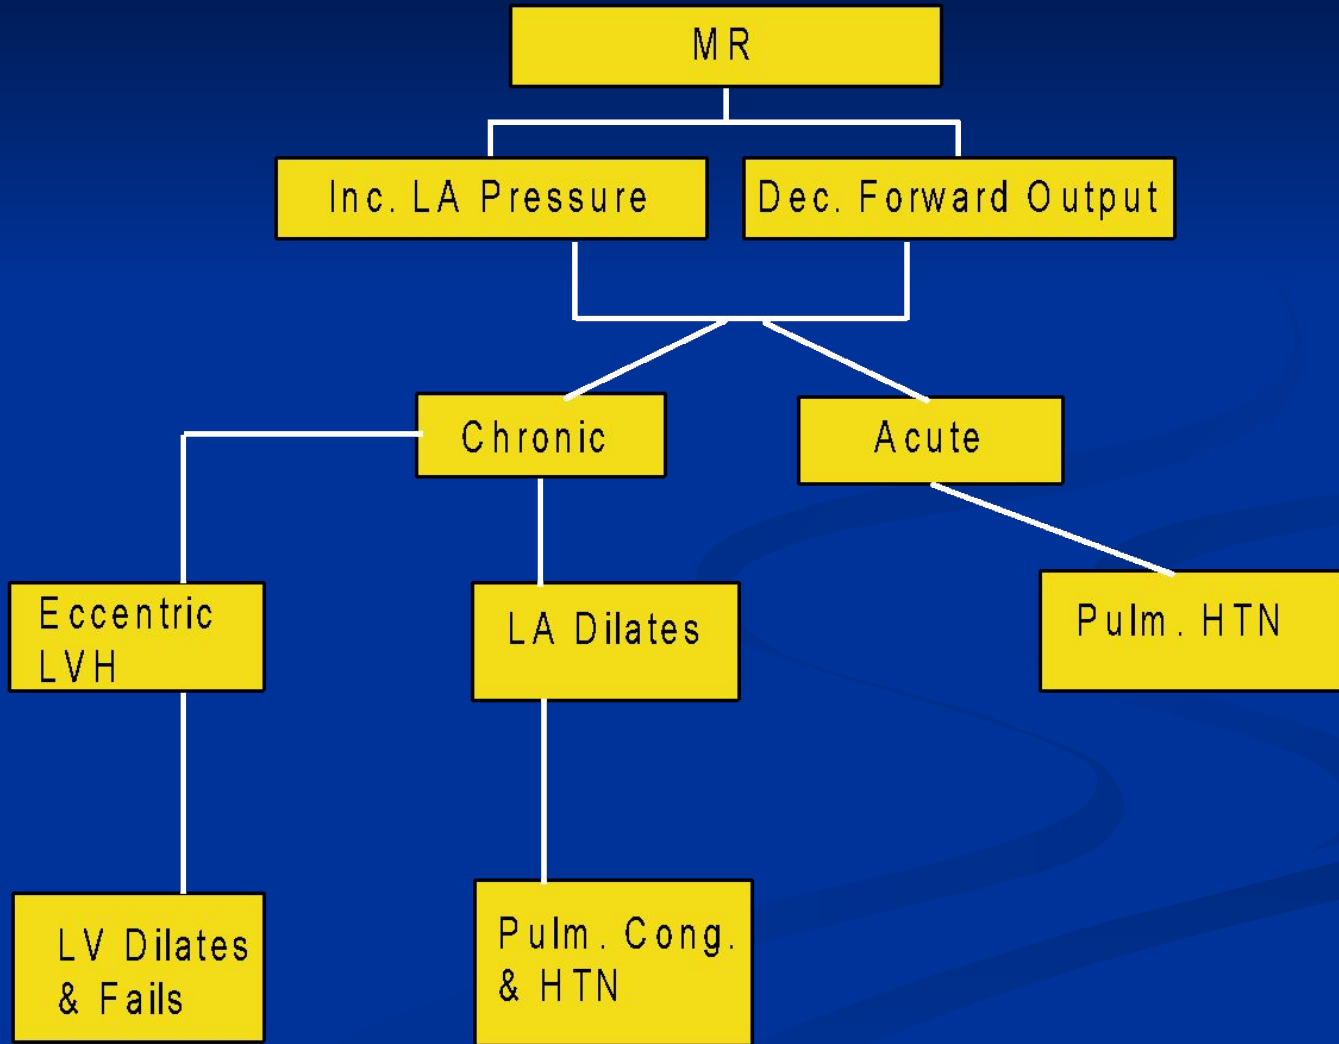 MR
Inc. LA Pressure
Dec. Forward Output
Chronic
Acute
Eccentric
LVH
LA Dilates
Pulm. HTN
LV Dilates
& Fails
Pulm. Cong.
& HTN